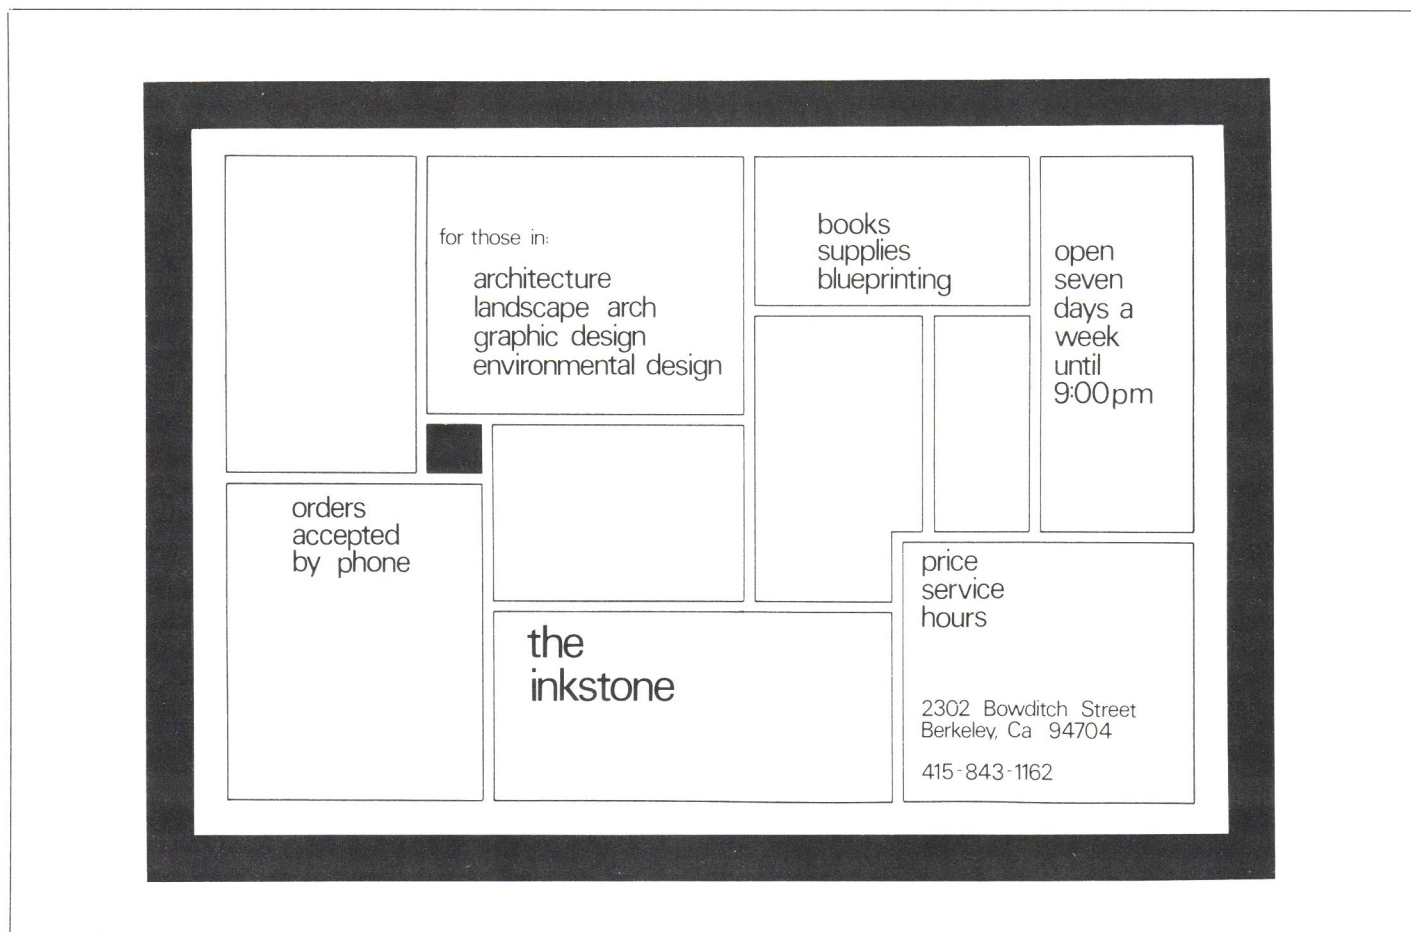 for those in:
architecture
landscape arch
graphic design
environmental design
books
supplies
blueprinting
open
seven
days a
week
until
9:00pm
orders
accepted
by phone
the
inkstone
price
service
hours
2302 Bowditch Street
Berkeley, Ca 94704
415-843-1162